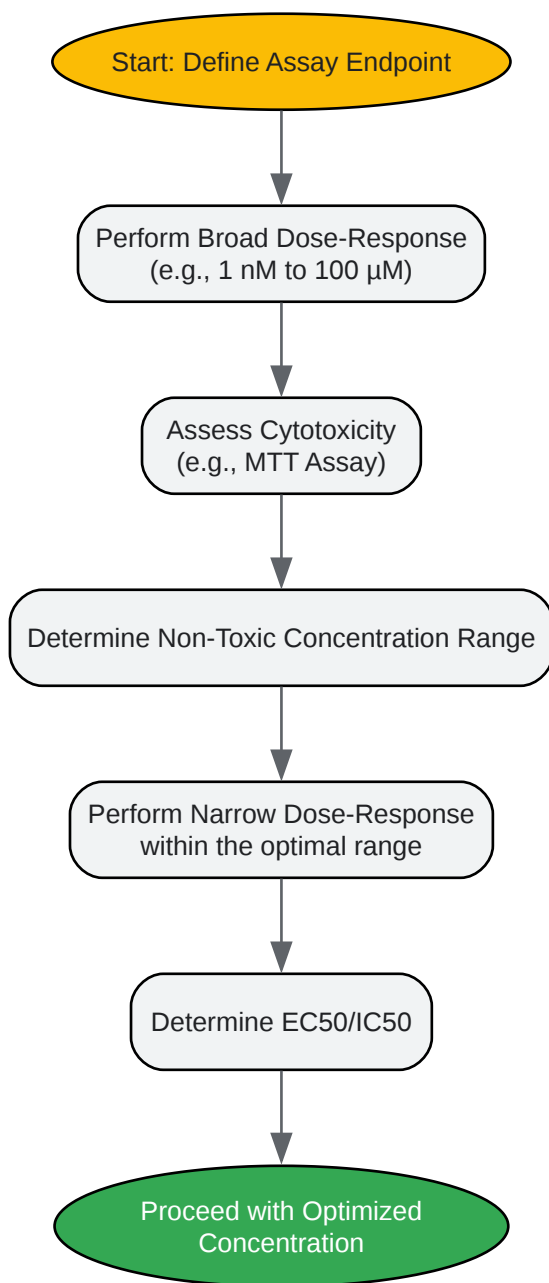 Start: Define Assay Endpoint
Perform Broad Dose-Response
(e.g., 1 nM to 100 µM)
Assess Cytotoxicity
(e.g., MTT Assay)
Determine Non-Toxic Concentration Range
Perform Narrow Dose-Response
within the optimal range
Determine EC50/IC50
Proceed with Optimized
Concentration